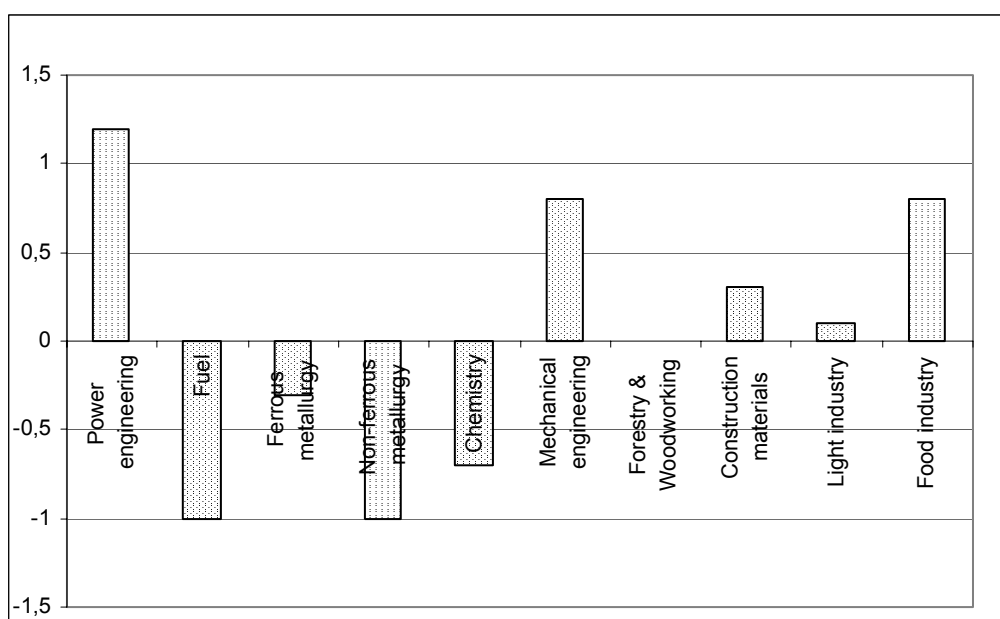 1,5
1
0,5
0
-0,5
-1
-1,5
Power
engineering
Fuel
Ferrous
metallurgy
Non-ferrous
metallurgy
Chemistry
Mechanical
engineering
Forestry &
Woodworking
Construction
materials
Light industry
Food industry